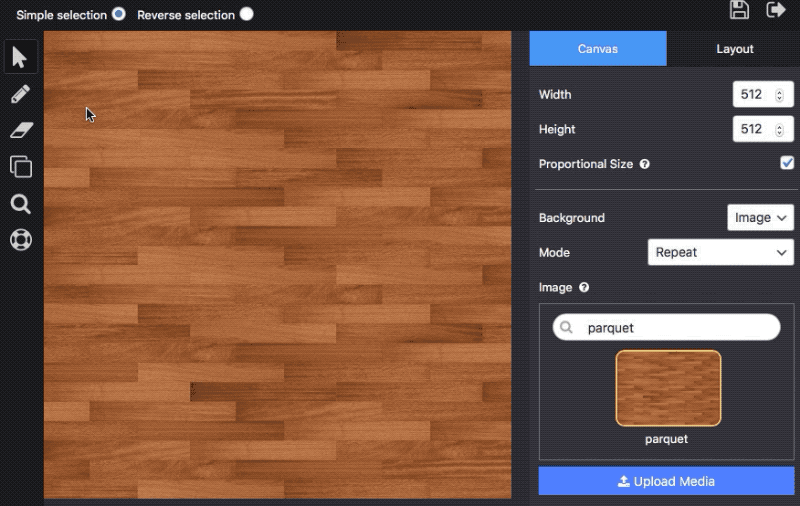 Simple selection Reverse selection
Canvas Layout
Width 512
Height 512
Proportional Size ?
Background Image
Mode Repeat
Image ?
parquet
parquet
Upload Media